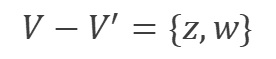 V − V′ = {z, w}